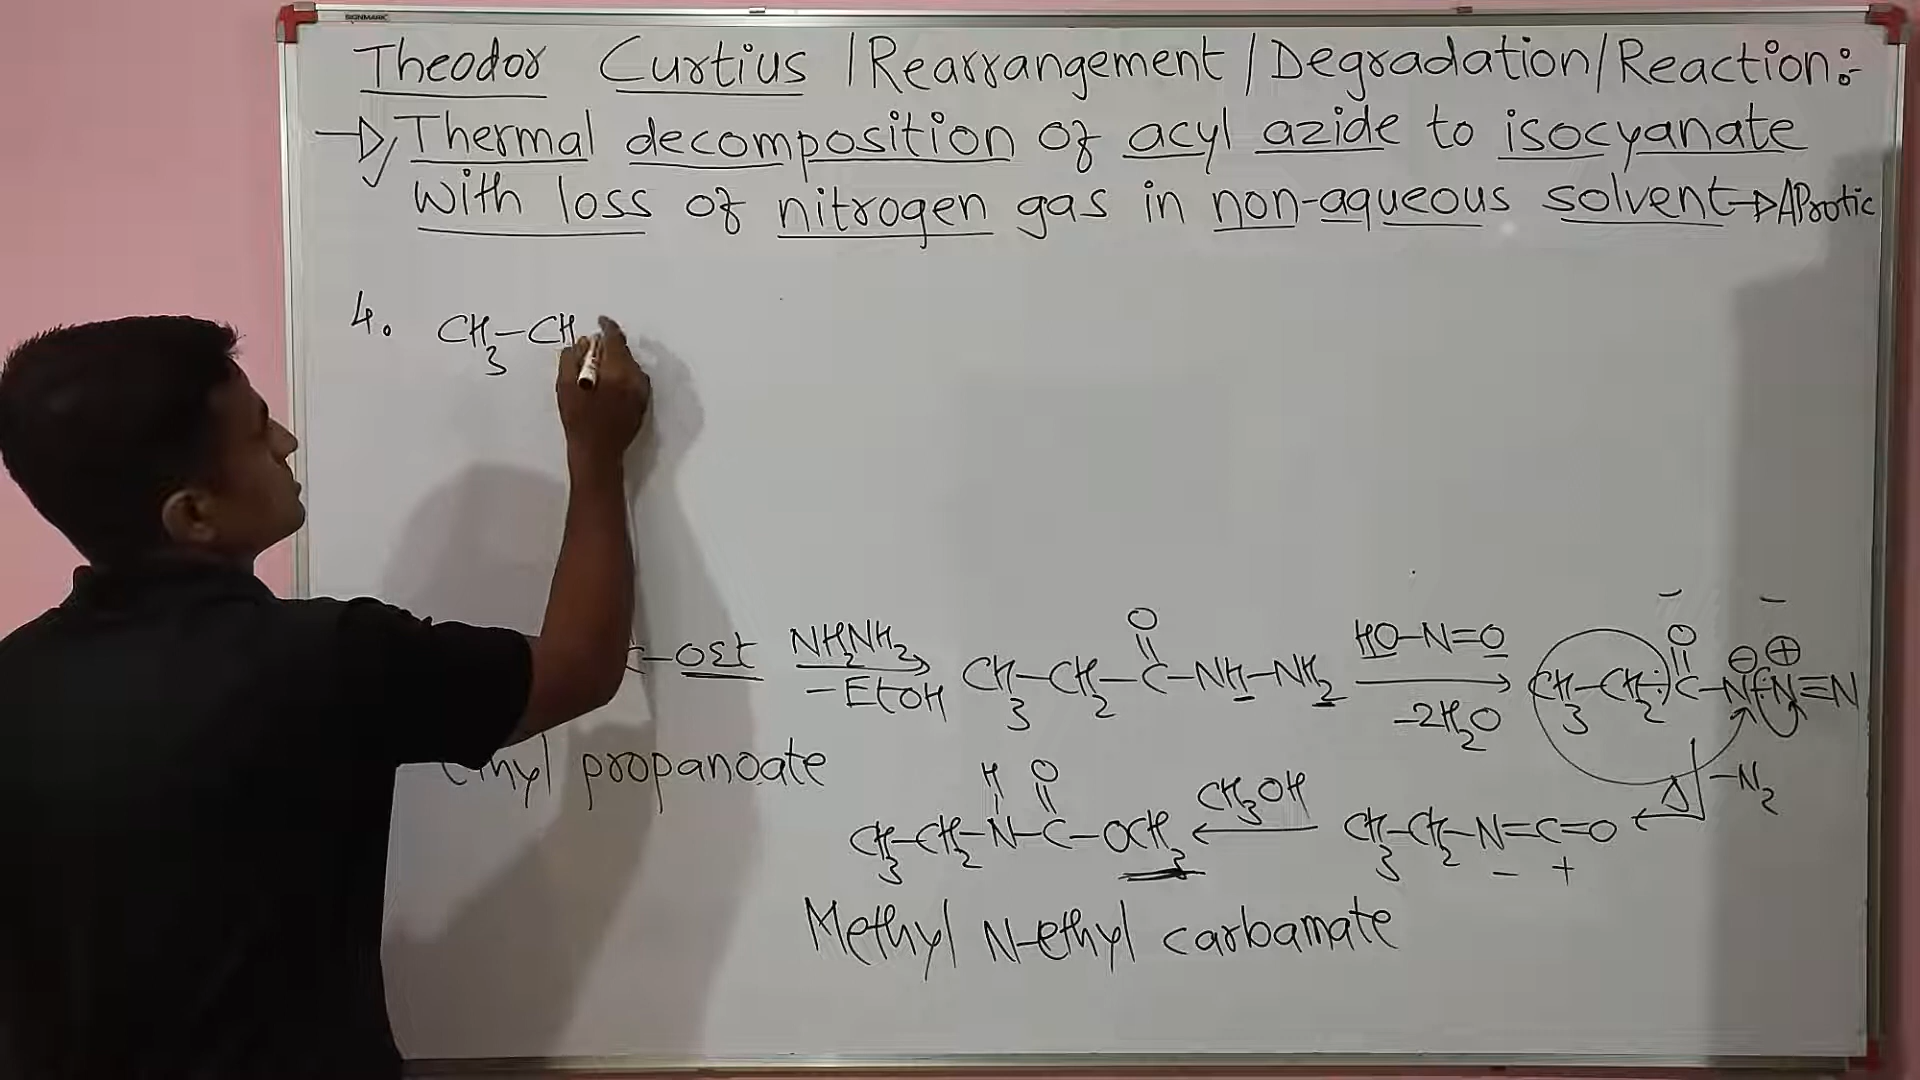 SIGNMARK
Theodor Curtius / Rearrangement / Degradation / Reaction:-
Thermal decomposition of acyl azide to isocyanate
with loss of nitrogen gas in non-aqueous solvent → AProtic
4. CH3-CH
O
O
-OEt NH2NH2 CH3-CH2-C-NH-NH2 HO-N=O CH3-CH2-C-N-N≡N
-EtOH -2H2O ⊖ ⊕
propanoate H O CH3OH Δ -N2
CH3-CH2-N-C-OCH3 ← CH3-CH2-N=C=O
- +
Methyl N-ethyl carbamate